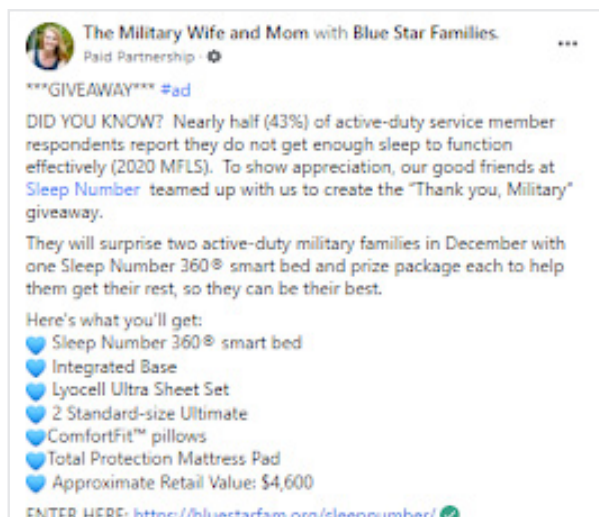 The Military Wife and Mom with Blue Star Families.
Paid Partnership ·
***GIVEAWAY*** #ad
DID YOU KNOW? Nearly half (43%) of active-duty service member
respondents report they do not get enough sleep to function
effectively (2020 MFLS). To show appreciation, our good friends at
Sleep Number teamed up with us to create the "Thank you, Military"
giveaway.
They will surprise two active-duty military families in December with
one Sleep Number 360® smart bed and prize package each to help
them get their rest, so they can be their best.
Here's what you'll get:
💙 Sleep Number 360® smart bed
💙 Integrated Base
💙 Lyocell Ultra Sheet Set
💙 2 Standard-size Ultimate
💙ComfortFit™ pillows
💙Total Protection Mattress Pad
💙 Approximate Retail Value: $4,600
ENTER HERE: https://bluestarfam.org/sleepnumber/